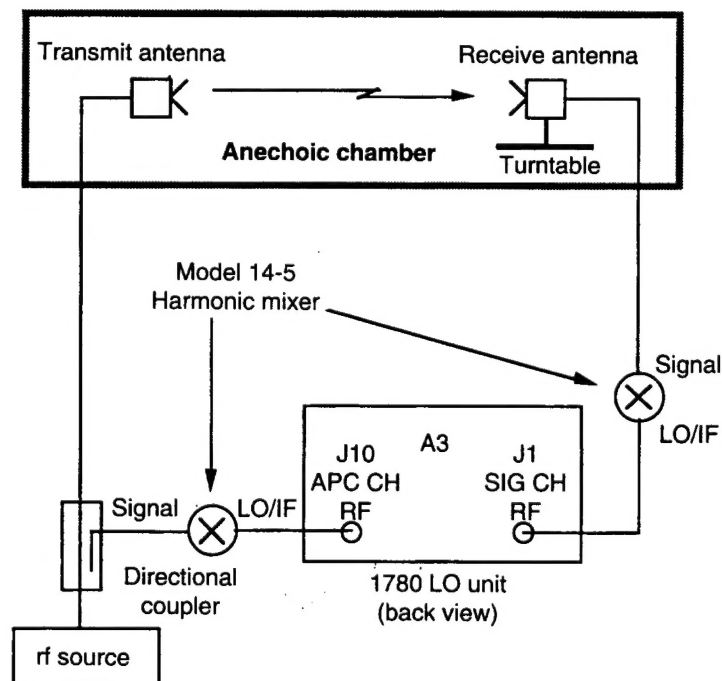 Transmit antenna
Receive antenna
Anechoic chamber
Turntable
Model 14-5
Harmonic mixer
Signal
LO/IF
A3
J10
APC CH
RF
J1
SIG CH
RF
Signal
LO/IF
Directional
coupler
1780 LO unit
(back view)
rf source